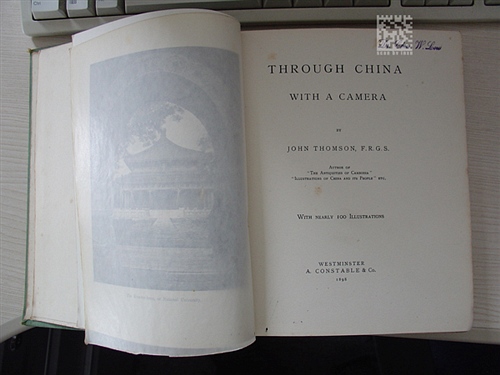 THROUGH CHINA
WITH A CAMERA
BY
JOHN THOMSON, F.R.G.S.
AUTHOR OF
"THE ANTIQUITIES OF CAMBODIA,"
"ILLUSTRATIONS OF CHINA AND ITS PEOPLE" ETC.
WITH NEARLY 100 ILLUSTRATIONS
WESTMINSTER
A. CONSTABLE & Co.
1898